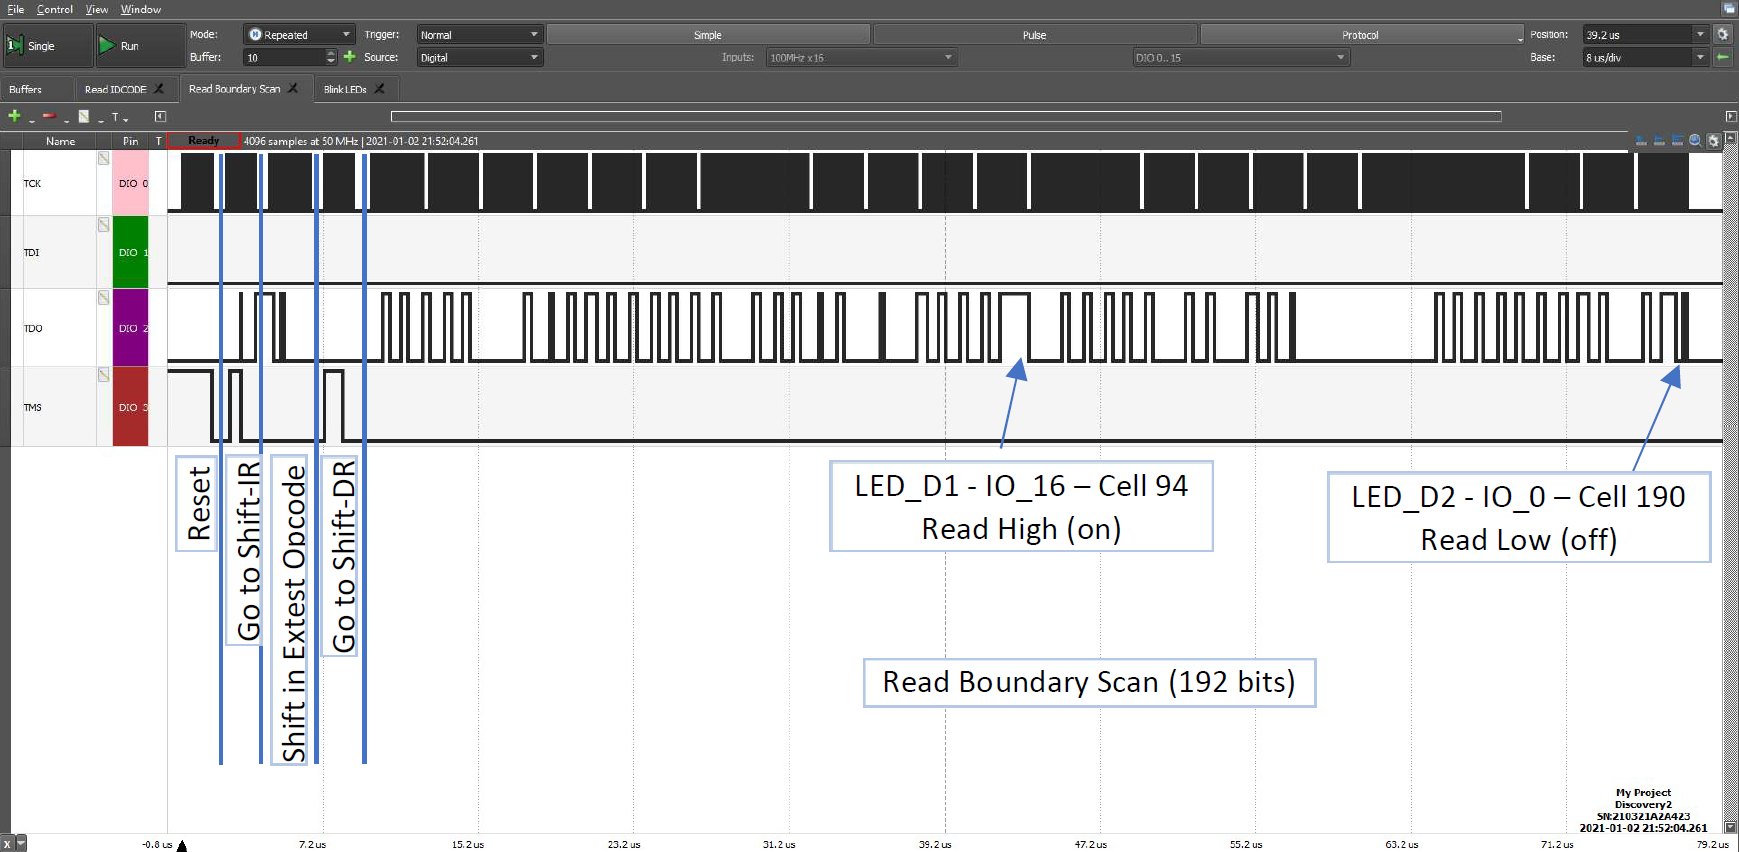 File Control View Window
Single Run Mode: Repeated Trigger: Normal Simple Pulse Protocol Position: 39.2 us
Buffer: 10 Source: Digital Inputs: 100MHz x 16 DIO 0..15 Base: 8 us/div
Buffers Read IDCODE Read Boundary Scan Blink LEDs
T
Name Pin T Ready 4096 samples at 50 MHz | 2021-01-02 21:52:04.261
TCK DIO 0
TDI DIO 1
TDO DIO 2
TMS DIO 3
Reset
Go to Shift-IR
Shift in Extest Opcode
Go to Shift-DR
LED_D1 - IO_16 – Cell 94
Read High (on)
LED_D2 - IO_0 – Cell 190
Read Low (off)
Read Boundary Scan (192 bits)
My Project
Discovery2
SN:210321A2A423
2021-01-02 21:52:04.261
X -0.8 us 7.2 us 15.2 us 23.2 us 31.2 us 39.2 us 47.2 us 55.2 us 63.2 us 71.2 us 79.2 us